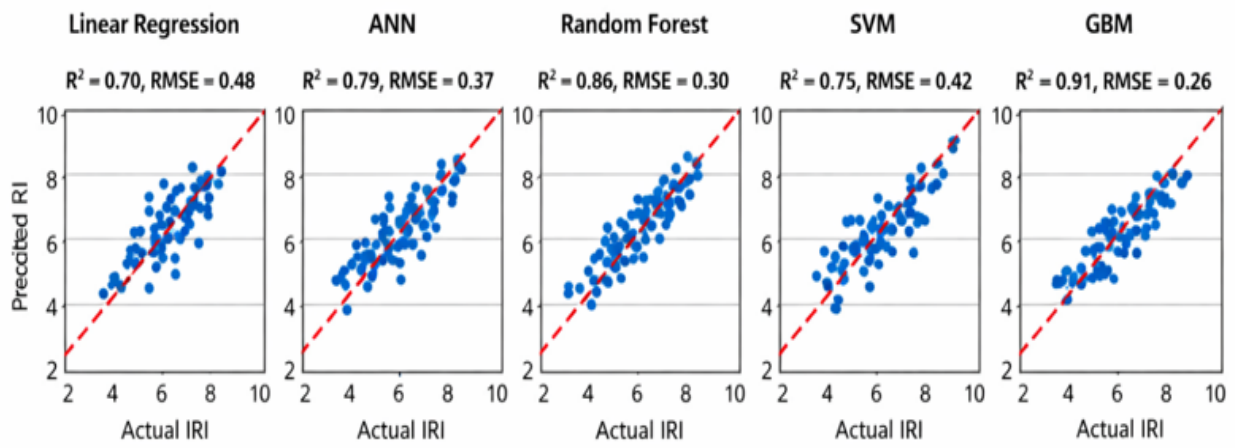 Linear Regression ANN Random Forest SVM GBM
R² = 0.70, RMSE = 0.48 R² = 0.79, RMSE = 0.37 R² = 0.86, RMSE = 0.30 R² = 0.75, RMSE = 0.42 R² = 0.91, RMSE = 0.26
10 10 10 10 10
8 8 8 8 8
6 6 6 6 6
4 4 4 4 4
2 2 2 2 2
Precdited RI
2 4 6 8 10 2 4 6 8 10 2 4 6 8 10 2 4 6 8 10 2 4 6 8 10
Actual IRI Actual IRI Actual IRI Actual IRI Actual IRI